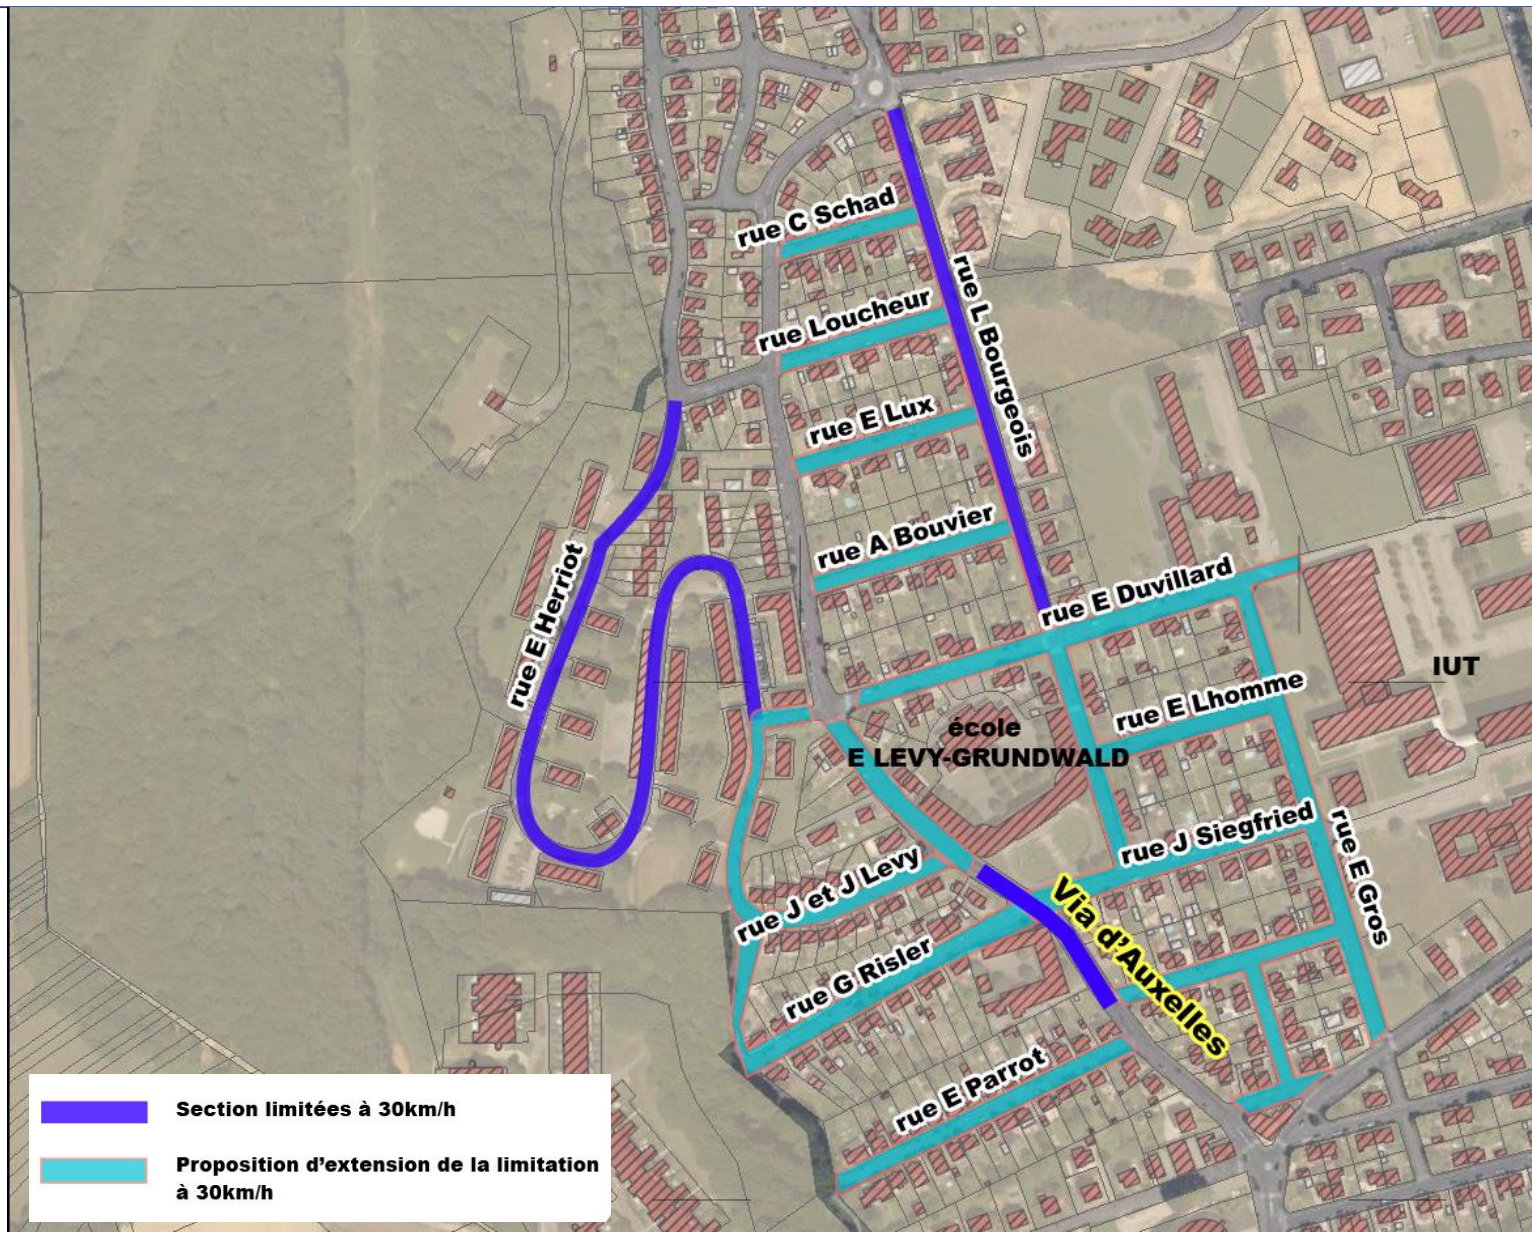 rue C Schad
rue Loucheur
rue L Bourgeois
rue E Lux
rue A Bouvier
rue E Herriot
rue E Duvillard
IUT
rue E Lhomme
école
E LEVY-GRUNDWALD
rue J Siegfried
rue E Gros
rue J et J Levy
Via d'Auxelles
rue G Risler
rue E Parrot
Section limitées à 30km/h
Proposition d'extension de la limitation
à 30km/h